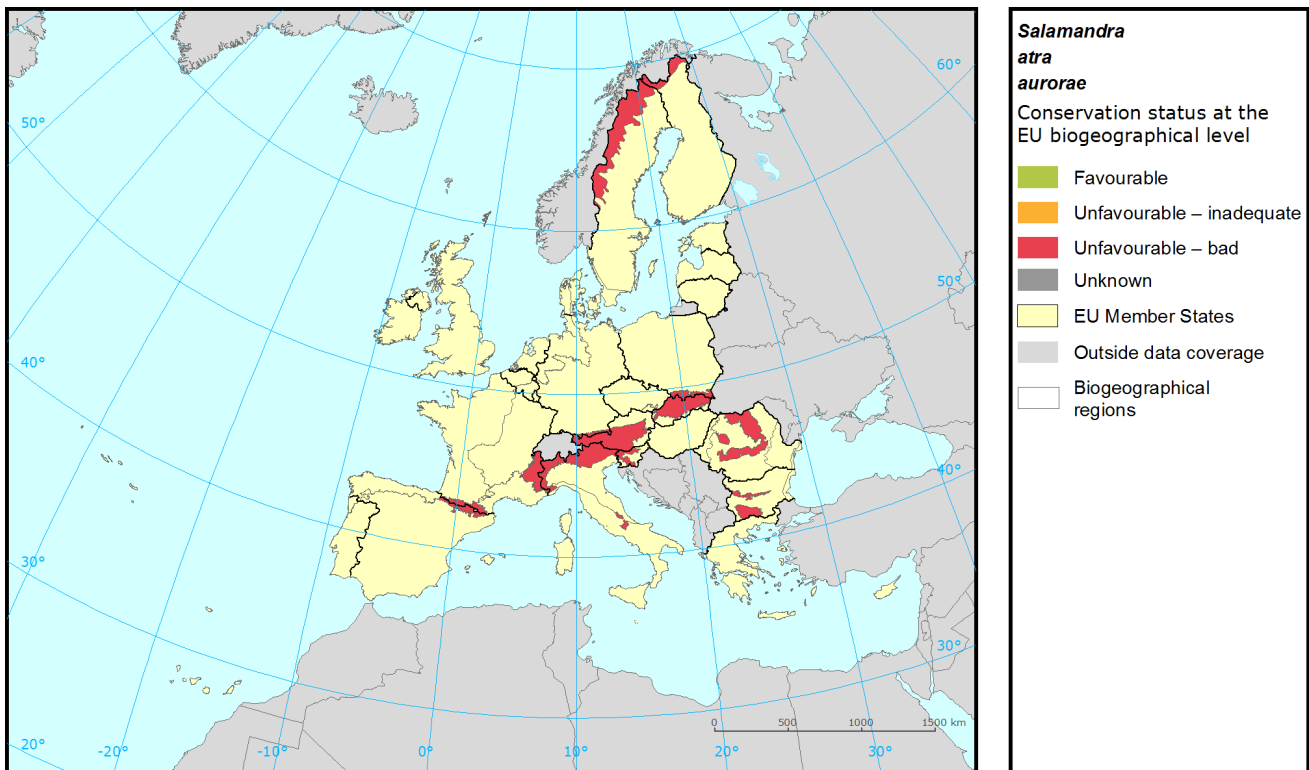 60°
50°
50°
40°
40°
30°
30°
20°
-20°
-10°
0°
10°
20°
30°
0 500 1000 1500 km
Salamandra
atra
aurorae
Conservation status at the
EU biogeographical level
Favourable
Unfavourable – inadequate
Unfavourable – bad
Unknown
EU Member States
Outside data coverage
Biogeographical
regions